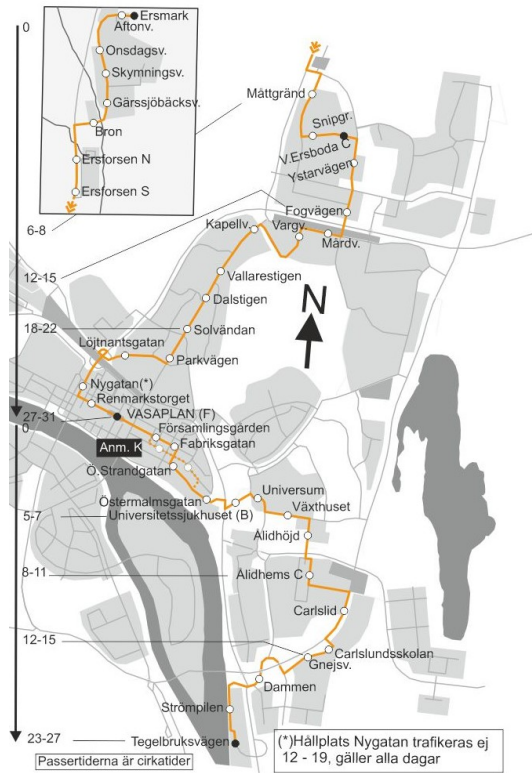 0
Ersmark
Aftonv.
Onsdagsv.
Skymningsv.
Gärssjöbäcksv.
Bron
Ersforsen N
Ersforsen S
6-8
Måttgränd
Snipgr.
V.Ersboda C
Ystarvägen
Fogvägen
Mårdv.
Vargv.
Kapellv.
12-15
Vallarestigen
Dalstigen
N
18-22
Solvändan
Löjtnantsgatan
Parkvägen
Nygatan(*)
Renmarkstorget
27-31
VASAPLAN (F)
0
Församlingsgården
Anm. K
Fabriksgatan
Ö.Strandgatan
Östermalmsgatan
Universum
5-7
Universitetssjukhuset (B)
Växthuset
Ålidhöjd
8-11
Ålidhems C
Carlslid
12-15
Carlslundsskolan
Gnejsv.
Dammen
Strömpilen
23-27
Tegelbruksvägen
Passertiderna är cirkatider
(*)Hållplats Nygatan trafikeras ej
12 - 19, gäller alla dagar